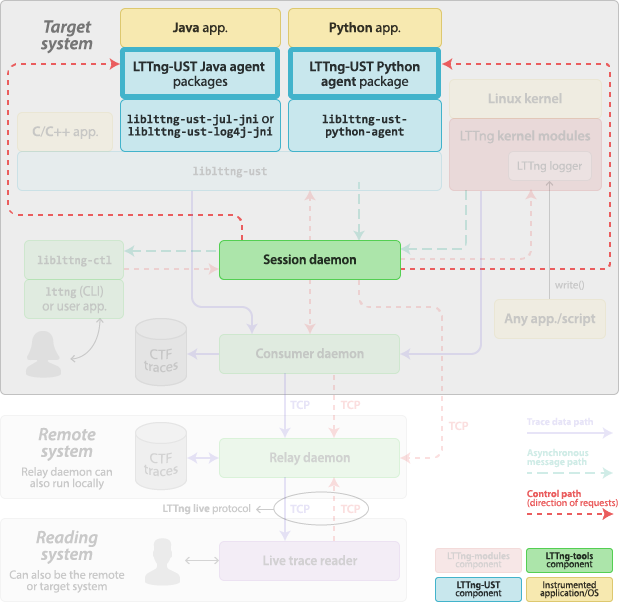 Target
system
Java app.
Python app.
LTTng-UST Java agent
packages
LTTng-UST Python
agent package
liblttng-ust-jul-jni or
liblttng-ust-log4j-jni
liblttng-ust-
python-agent
Linux kernel
C/C++ app.
LTTng kernel modules
LTTng logger
liblttng-ust
liblttng-ctl
Session daemon
lttng (CLI)
or user app.
write()
Any app./script
CTF
traces
Consumer daemon
TCP
TCP
TCP
Remote
system
Relay daemon can
also run locally
CTF
traces
Relay daemon
Trace data path
Asynchronous
message path
Control path
(direction of requests)
LTTng live protocol
TCP
TCP
Reading
system
Can also be the remote
or target system
Live trace reader
LTTng-modules
component
LTTng-tools
component
LTTng-UST
component
Instrumented
application/OS